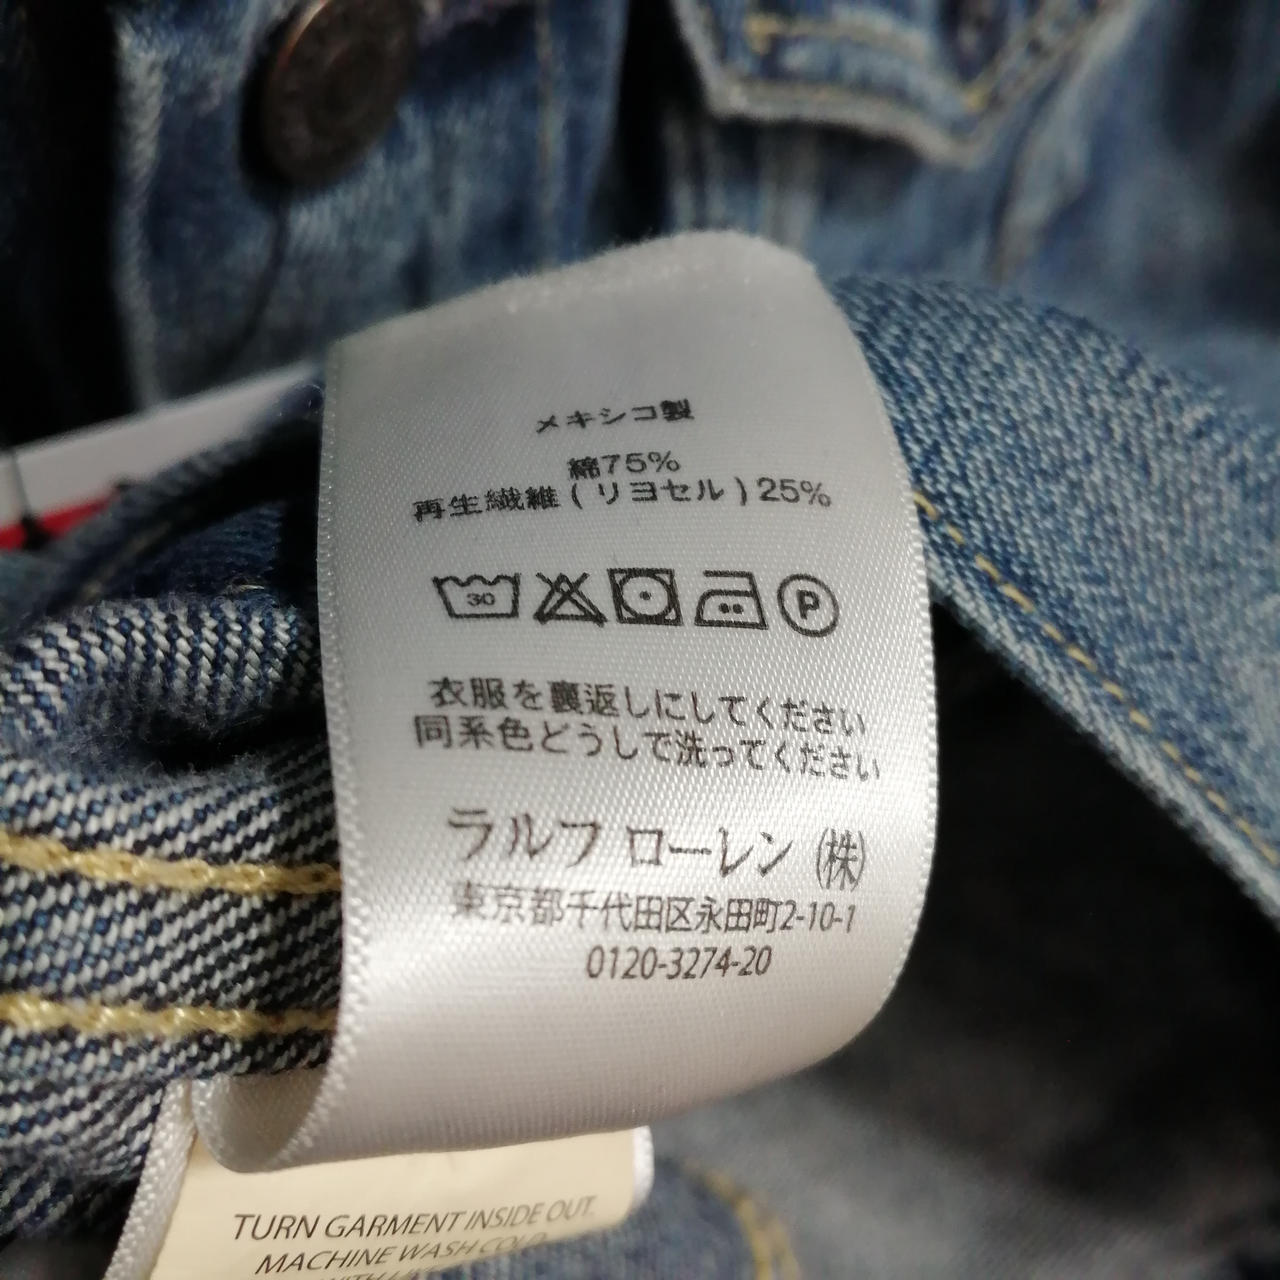 メキシコ製
綿75%
再生繊維(リヨセル)25%
30
P
衣服を裏返しにしてください
同系色どうしで洗ってください
ラルフ ローレン (株)
東京都千代田区永田町2-10-1
0120-3274-20
TURN GARMENT INSIDE OUT.
MACHINE WASH COLD